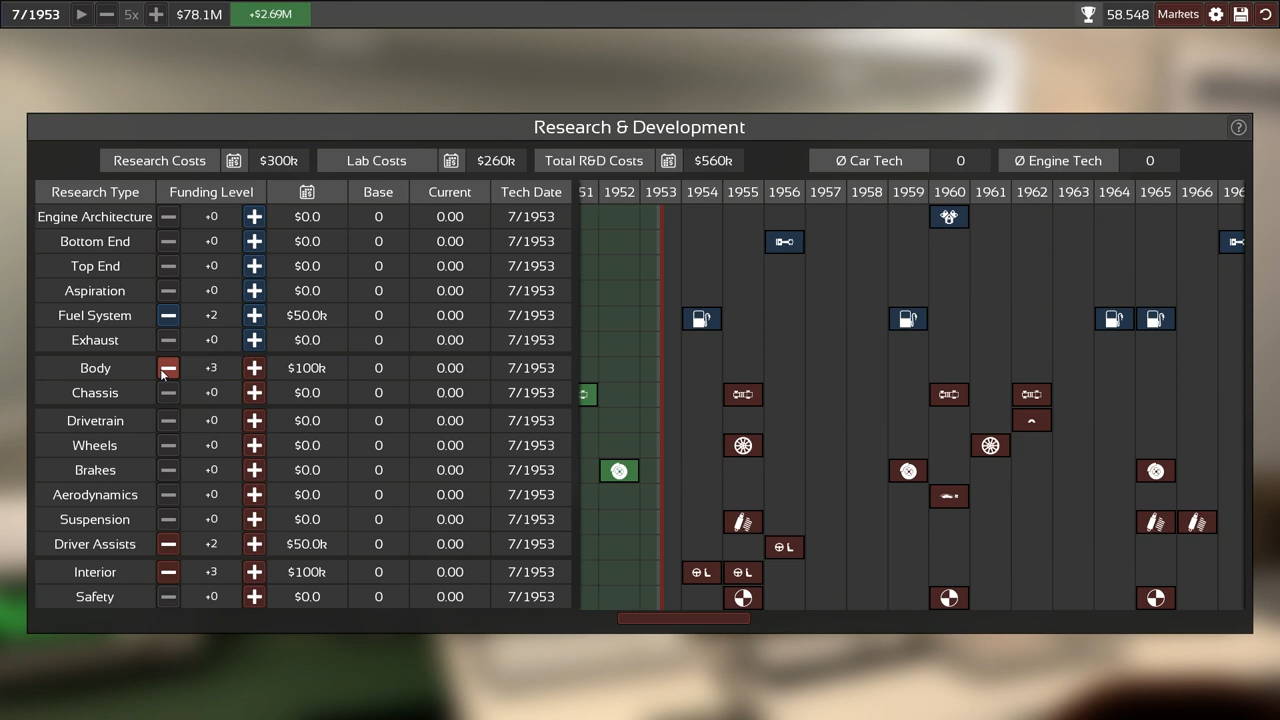 7/1953 5x $78.1M +$2.69M 58.548 Markets
Research & Development ?
Research Costs $300k Lab Costs $260k Total R&D Costs $560k Ø Car Tech 0 Ø Engine Tech 0
Research Type Funding Level Base Current Tech Date 51 1952 1953 1954 1955 1956 1957 1958 1959 1960 1961 1962 1963 1964 1965 1966 196
Engine Architecture +0 $0.0 0 0.00 7/1953
Bottom End +0 $0.0 0 0.00 7/1953
Top End +0 $0.0 0 0.00 7/1953
Aspiration +0 $0.0 0 0.00 7/1953
Fuel System +2 $50.0k 0 0.00 7/1953
Exhaust +0 $0.0 0 0.00 7/1953
Body +3 $100k 0 0.00 7/1953
Chassis +0 $0.0 0 0.00 7/1953
Drivetrain +0 $0.0 0 0.00 7/1953
Wheels +0 $0.0 0 0.00 7/1953
Brakes +0 $0.0 0 0.00 7/1953
Aerodynamics +0 $0.0 0 0.00 7/1953
Suspension +0 $0.0 0 0.00 7/1953
Driver Assists +2 $50.0k 0 0.00 7/1953 L
Interior +3 $100k 0 0.00 7/1953 L L
Safety +0 $0.0 0 0.00 7/1953